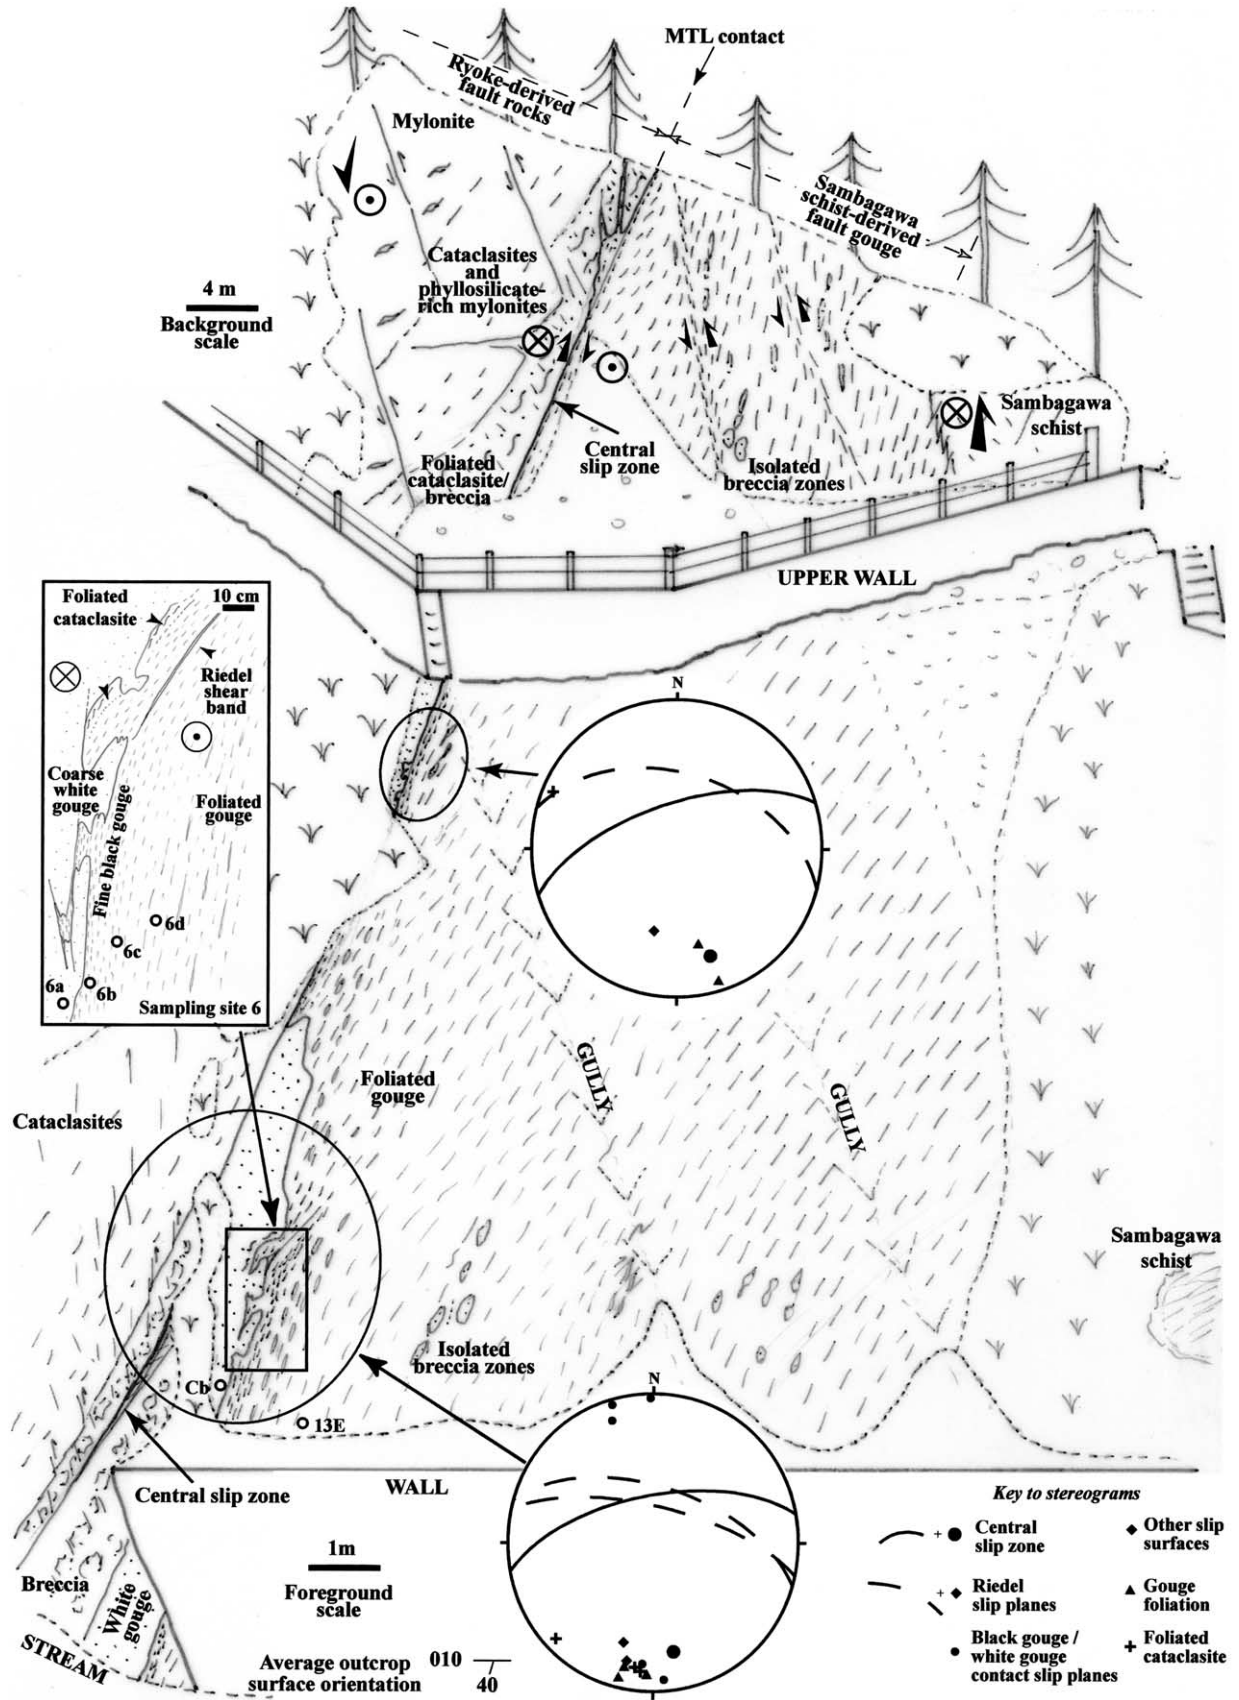 MTL contact
Ryoke-derived
fault rocks
Mylonite
Sambagawa
schist-derived
fault gouge
Cataclasites
and
phyllosilicate-
rich mylonites
4 m
Background
scale
Sambagawa
schist
Central
slip zone
Foliated
cataclasite/
breccia
Isolated
breccia zones
UPPER WALL
Foliated
cataclasite
10 cm
Riedel
shear
band
Coarse
white
gouge
Foliated
gouge
Fine black gouge
6d
6c
6a
6b
Sampling site 6
N
GULLY
GULLY
Foliated
gouge
Cataclasites
Sambagawa
schist
Isolated
breccia zones
Cb
13E
N
Central slip zone
WALL
Breccia
White
gouge
STREAM
1m
Foreground
scale
Average outcrop
surface orientation
010
40
Key to stereograms
+ Central
slip zone
Other slip
surfaces
+ Riedel
slip planes
Gouge
foliation
Black gouge /
white gouge
contact slip planes
Foliated
cataclasite